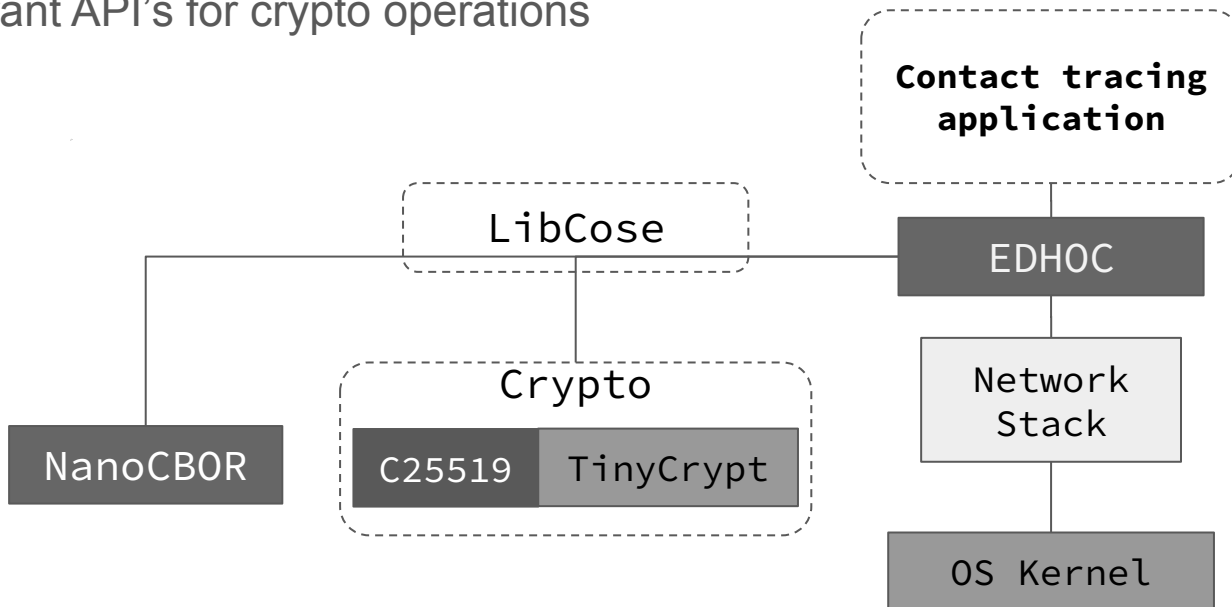 ant API's for crypto operations
Contact tracing
application
LibCose
EDHOC
Crypto
Network
Stack
NanoCBOR
C25519
TinyCrypt
OS Kernel